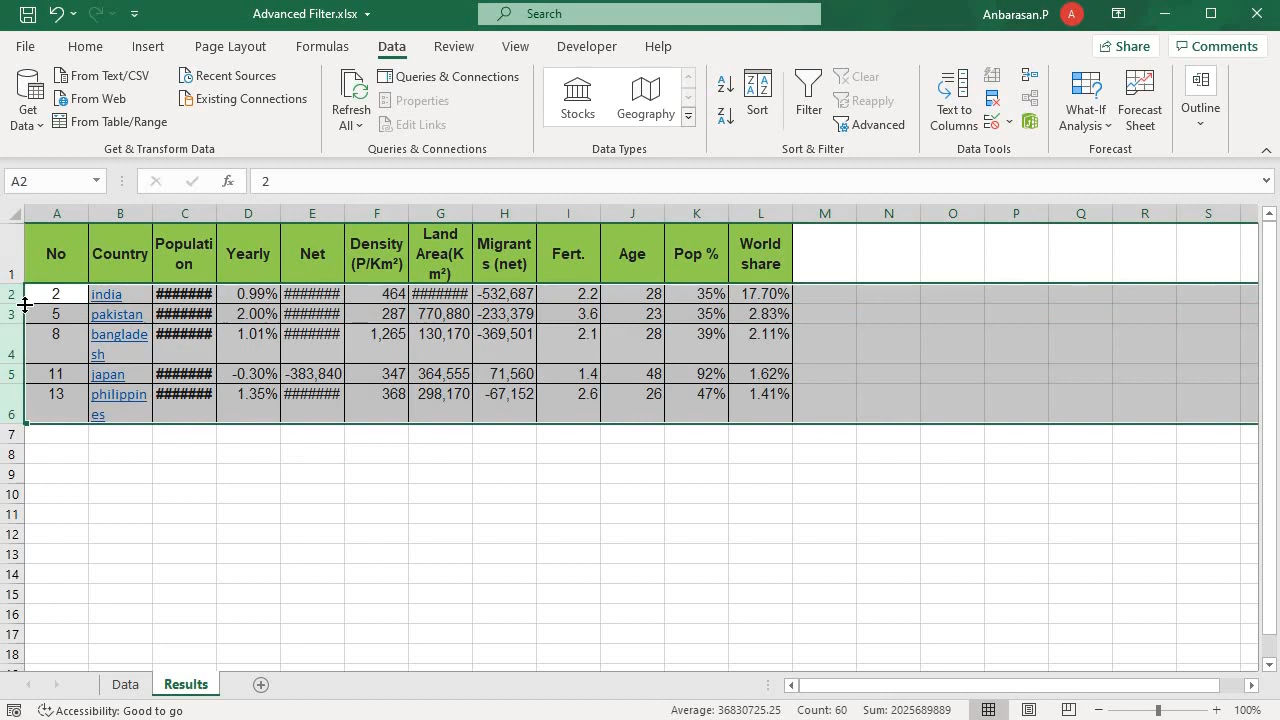 Advanced Filter.xlsx
Search
Anbarasan.P
A
File Home Insert Page Layout Formulas Data Review View Developer Help
Share Comments
Get Data
From Text/CSV
From Web
From Table/Range
Recent Sources
Existing Connections
Get & Transform Data
Refresh All
Queries & Connections
Properties
Edit Links
Queries & Connections
Stocks Geography
Data Types
Sort
Filter
Clear
Reapply
Advanced
Sort & Filter
Text to Columns
Data Tools
What-if Analysis
Forecast Sheet
Forecast
Outline
A2
fx
2
A B C D E F G H I J K L M N O P Q R S
1 No Country Populati on Yearly Net Density (P/Km²) Land Area(K m²) Migrant s (net) Fert. Age Pop % World share
2 2 india ####### 0.99% ####### 464 ####### -532,687 2.2 28 35% 17.70%
3 5 pakistan ####### 2.00% ####### 287 770,880 -233,379 3.6 23 35% 2.83%
4 8 banglade sh ####### 1.01% ####### 1,265 130,170 -369,501 2.1 28 39% 2.11%
5 11 japan ####### -0.30% -383,840 347 364,555 71,560 1.4 48 92% 1.62%
6 13 philippin es ####### 1.35% ####### 368 298,170 -67,152 2.6 26 47% 1.41%
7
8
9
10
11
12
13
14
15
16
17
18
Data Results
Accessibility: Good to go
Average: 36830725.25 Count: 60 Sum: 2025689889
100%